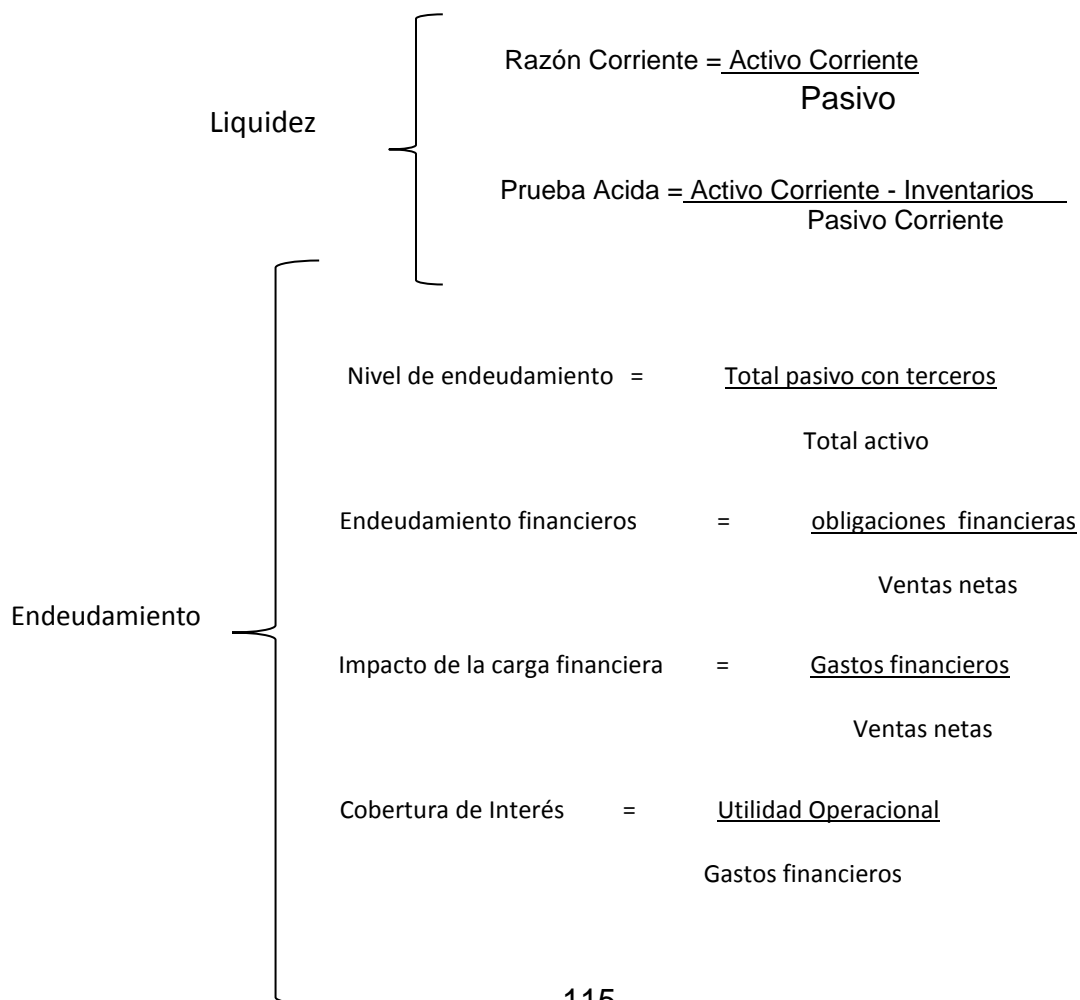 Razón Corriente = Activo Corriente
Pasivo
Liquidez
Prueba Acida = Activo Corriente - Inventarios
Pasivo Corriente
Nivel de endeudamiento = Total pasivo con terceros
Total activo
Endeudamiento financieros = obligaciones financieras
Ventas netas
Endeudamiento
Impacto de la carga financiera = Gastos financieros
Ventas netas
Cobertura de Interés = Utilidad Operacional
Gastos financieros
115